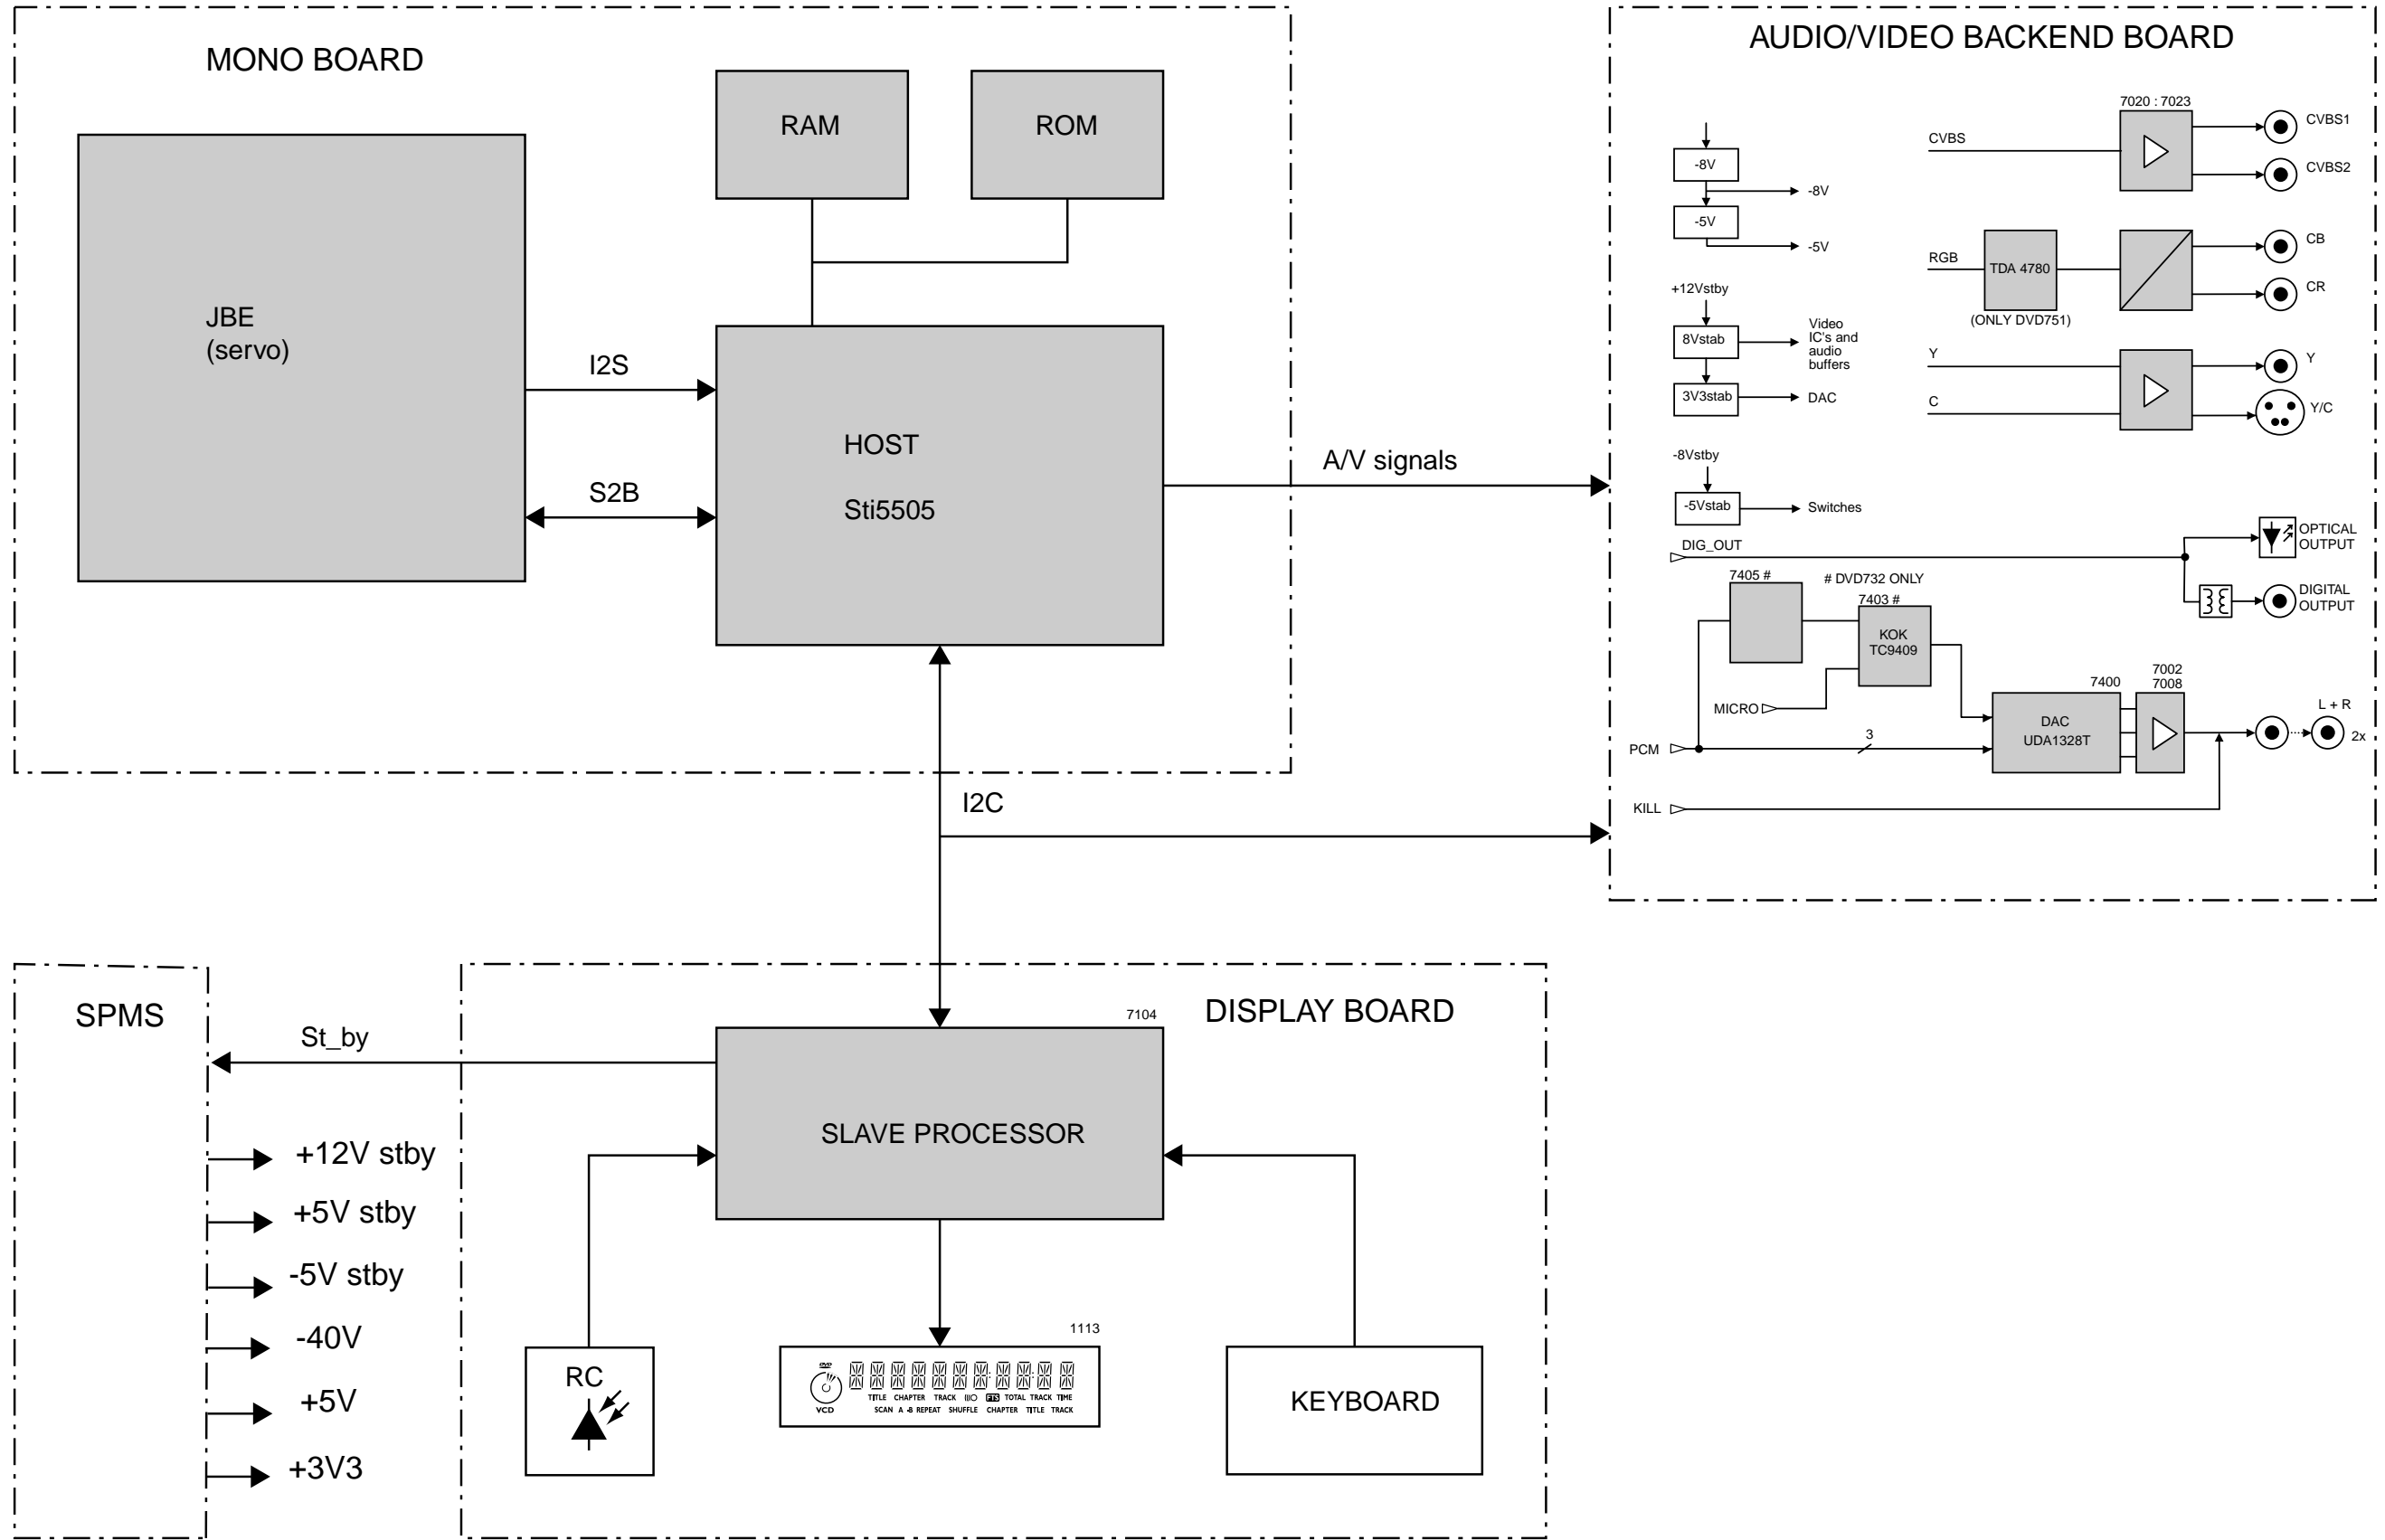 MONO BOARD
RAM
ROM
JBE
(servo)
I2S
S2B
HOST
Sti5505
A/V signals
I2C
AUDIO/VIDEO BACKEND BOARD
-8V
-8V
-5V
-5V
+12Vstby
8Vstab
Video
IC's and
audio
buffers
3V3stab
DAC
-8Vstby
-5Vstab
Switches
7020 : 7023
CVBS
CVBS1
CVBS2
RGB
TDA 4780
(ONLY DVD751)
CB
CR
Y
C
Y
Y/C
DIG_OUT
OPTICAL
OUTPUT
DIGITAL
OUTPUT
7405 #
# DVD732 ONLY
7403 #
KOK
TC9409
MICRO
PCM
3
7400
DAC
UDA1328T
7002
7008
L + R
2x
KILL
SPMS
St_by
+12V stby
+5V stby
-5V stby
-40V
+5V
+3V3
DISPLAY BOARD
7104
SLAVE PROCESSOR
RC
1113
DVD
VCD
TITLE CHAPTER TRACK FTS TOTAL TRACK TIME
SCAN A-B REPEAT SHUFFLE CHAPTER TITLE TRACK
KEYBOARD